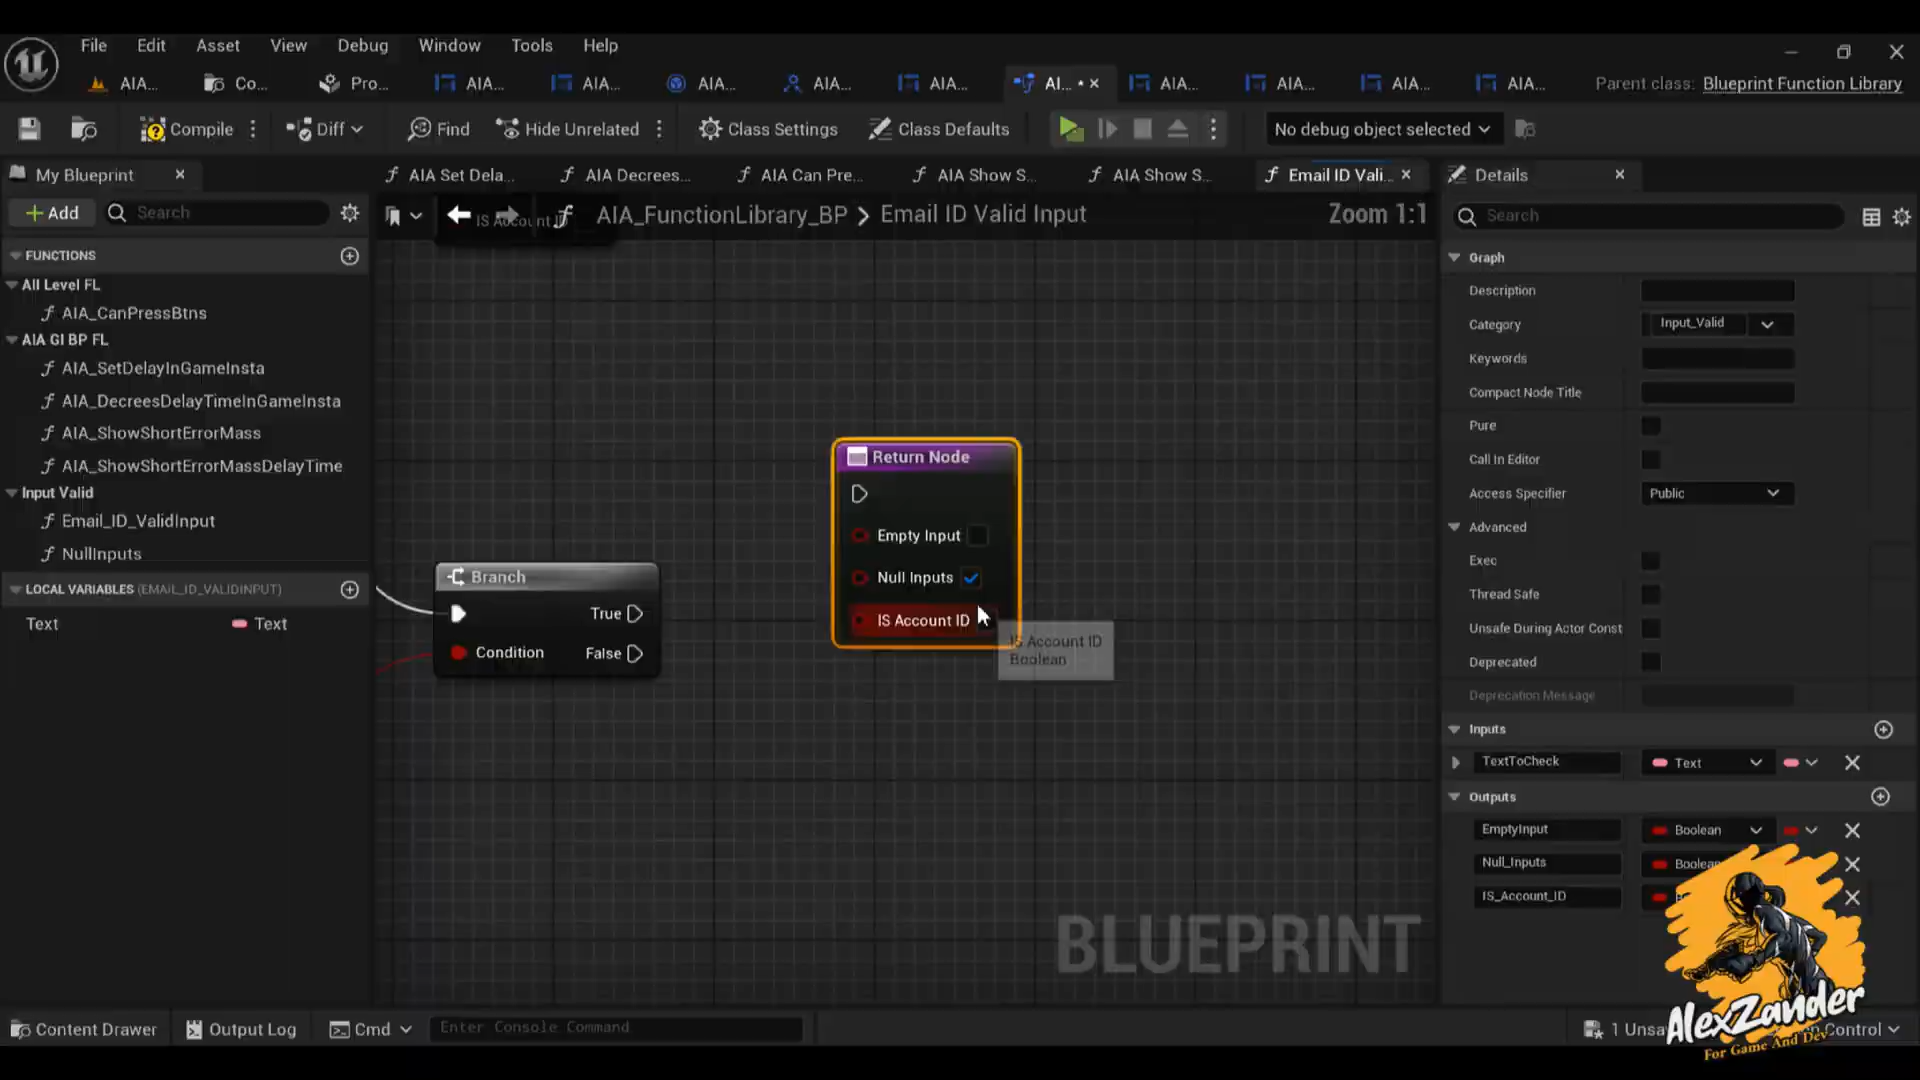 File Edit Asset View Debug Window Tools Help
AIA... Co... Pro... AIA... AIA... AIA... AIA... AIA... AI... • × AIA... AIA... AIA... AIA... Parent class: Blueprint Function Library
Compile Diff Find Hide Unrelated Class Settings Class Defaults No debug object selected
My Blueprint AIA Set Dela... AIA Decrees... AIA Can Pre... AIA Show S... AIA Show S... Email ID Vali... Details
Add Search IS Account ID AIA_FunctionLibrary_BP > Email ID Valid Input Zoom 1:1 Search
FUNCTIONS
All Level FL
AIA_CanPressBtns
AIA GI BP FL
AIA_SetDelayInGameInsta
AIA_DecreesDelayTimeInGameInsta
AIA_ShowShortErrorMass
AIA_ShowShortErrorMassDelayTime
Input Valid
Email_ID_ValidInput
NullInputs
LOCAL VARIABLES (EMAIL_ID_VALIDINPUT)
Text Text
Branch
True
Condition False
Return Node
Empty Input
Null Inputs
IS Account ID
IS Account ID
Boolean
BLUEPRINT
Graph
Description
Category Input_Valid
Keywords
Compact Node Title
Pure
Call In Editor
Access Specifier Public
Advanced
Exec
Thread Safe
Unsafe During Actor Const
Deprecated
Deprecation Message
Inputs
TextToCheck Text
Outputs
EmptyInput Boolean
Null_Inputs Boolean
IS_Account_ID
Content Drawer Output Log Cmd Enter Console Command 1 Unsa Control
AlexZander
For Game And Dev